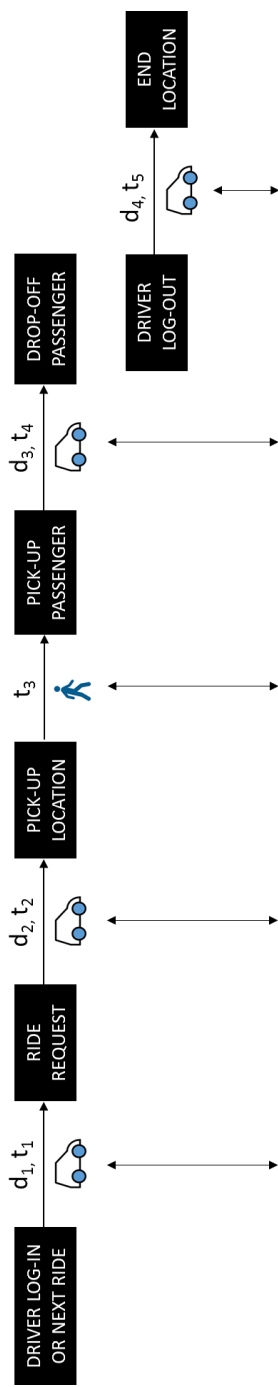 DRIVER LOG-IN
OR NEXT RIDE
d₁, t₁
RIDE
REQUEST
d₂, t₂
PICK-UP
LOCATION
t₃
PICK-UP
PASSENGER
d₃, t₄
DROP-OFF
PASSENGER
DRIVER
LOG-OUT
d₄, t₅
END
LOCATION